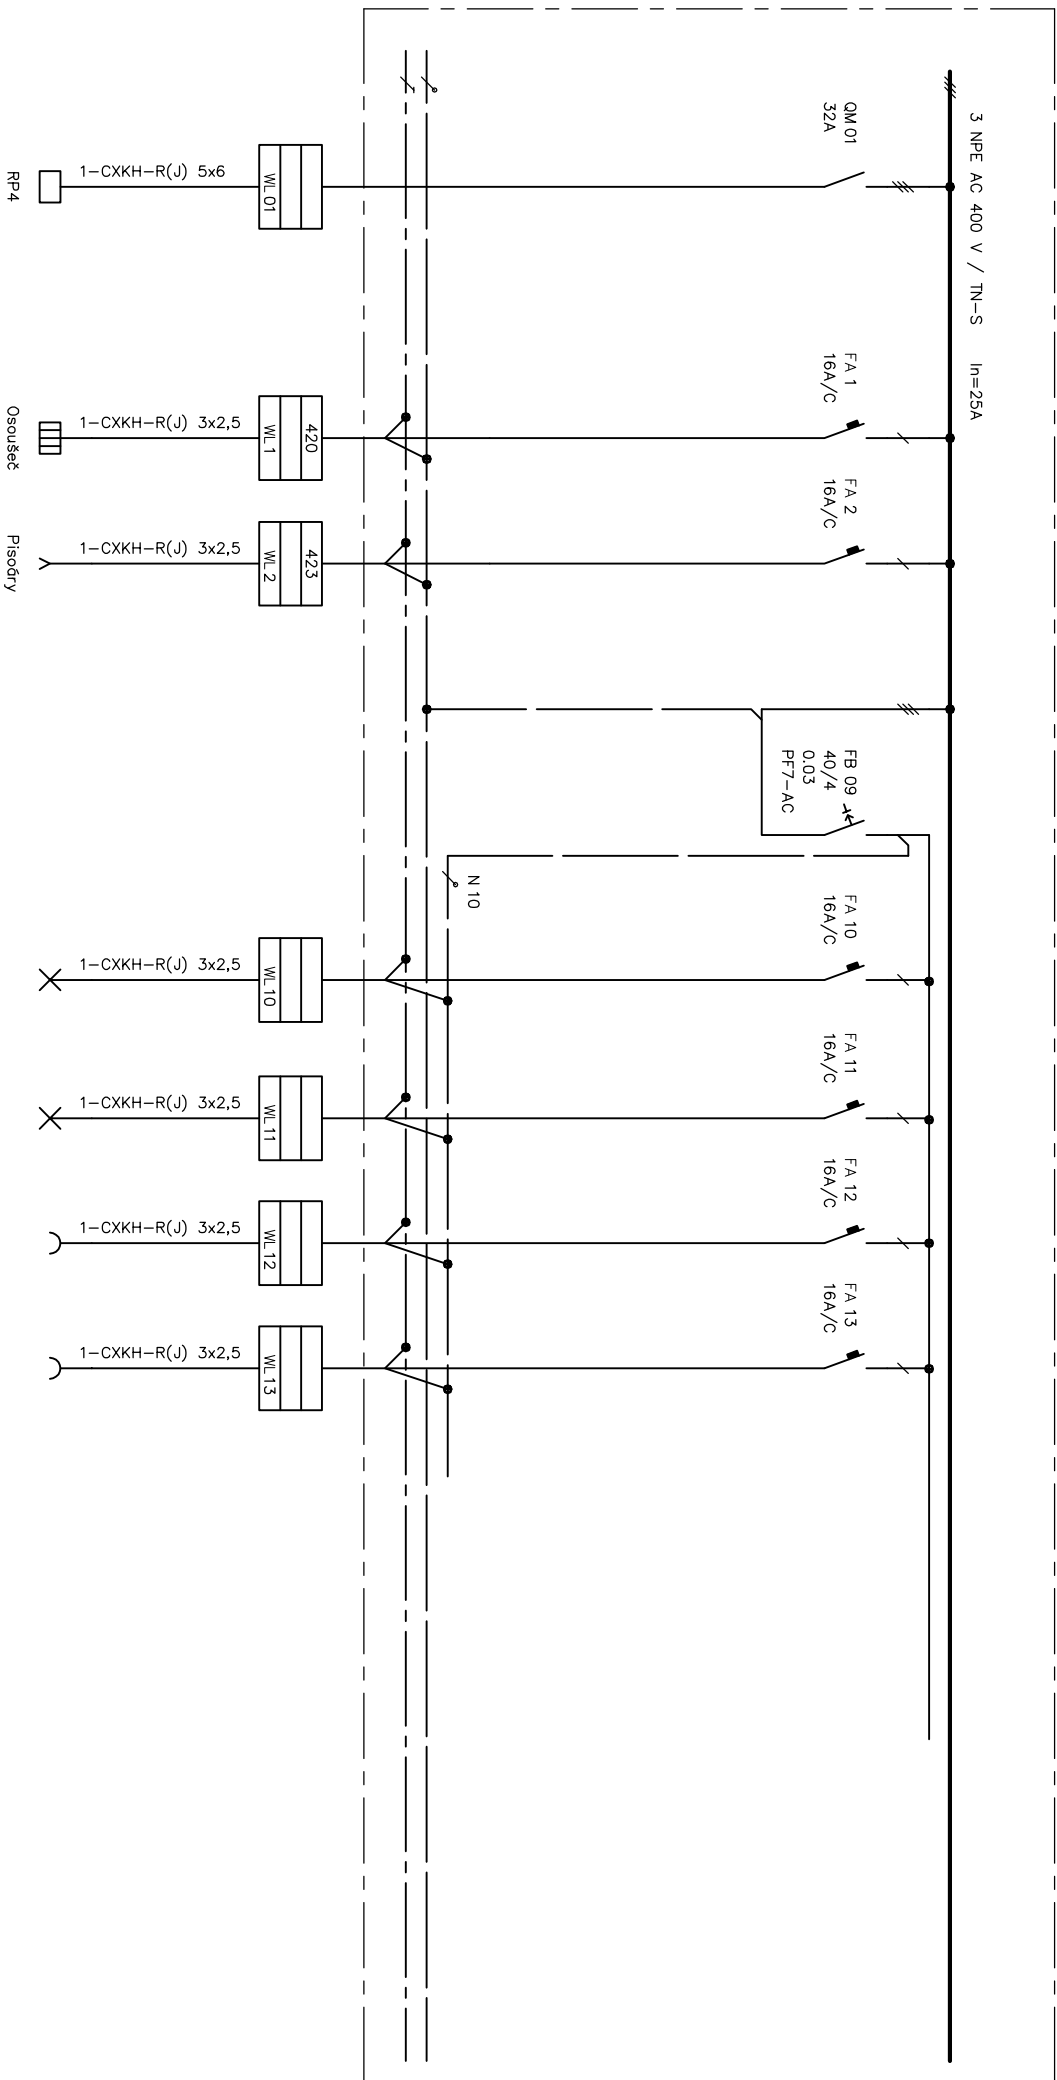 3 NPE AC 400 V / TN-S In=25A
QM 01
32A
FA 1
16A/C
FA 2
16A/C
FB 09
40/4
0.03
PF7-AC
FA 10
16A/C
FA 11
16A/C
FA 12
16A/C
FA 13
16A/C
N 10
WL 01
420
WL 1
423
WL 2
WL 10
WL 11
WL 12
WL 13
1-CXKH-R(J) 5x6
1-CXKH-R(J) 3x2,5
1-CXKH-R(J) 3x2,5
1-CXKH-R(J) 3x2,5
1-CXKH-R(J) 3x2,5
1-CXKH-R(J) 3x2,5
1-CXKH-R(J) 3x2,5
RP4
Osoušeč
Pisoáry